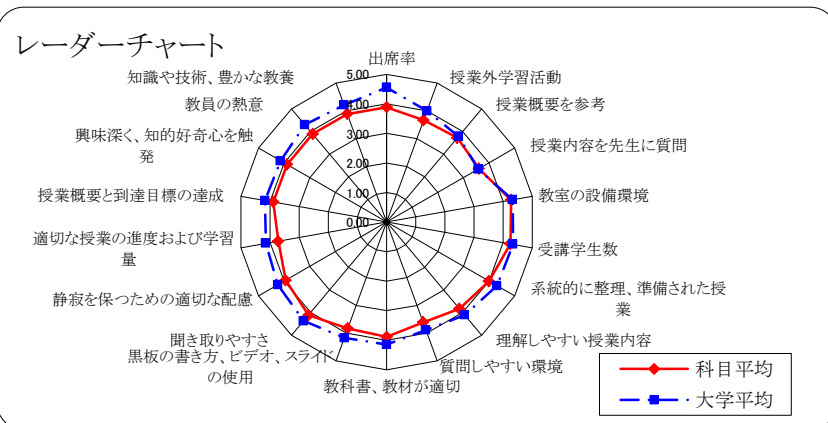 レーダーチャート
出席率
授業外学習活動
授業概要を参考
授業内容を先生に質問
教室の設備環境
受講学生数
系統的に整理、準備された授
業
理解しやすい授業内容
質問しやすい環境
教科書、教材が適切
黒板の書き方、ビデオ、スライド
の使用
聞き取りやすさ
静寂を保つための適切な配慮
適切な授業の進度および学習
量
授業概要と到達目標の達成
興味深く、知的好奇心を触
発
教員の熱意
知識や技術、豊かな教養
5.00
4.00
3.00
2.00
1.00
0.00
科目平均
大学平均